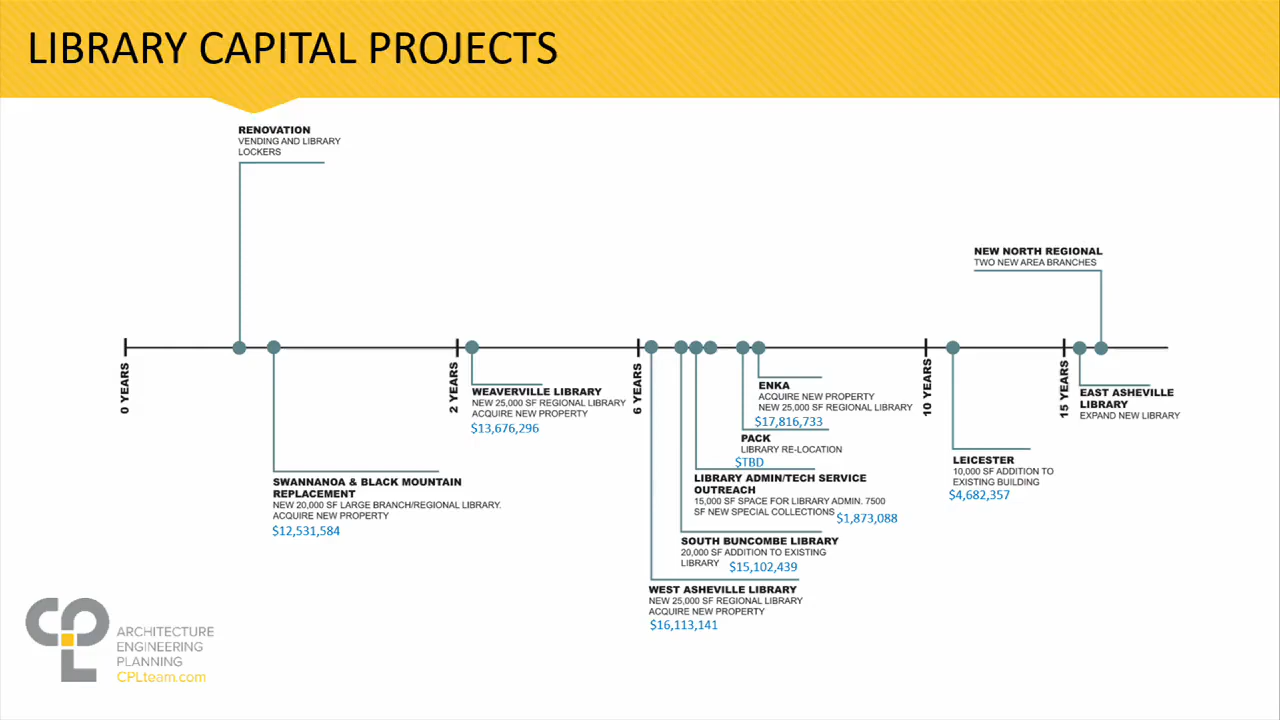 LIBRARY CAPITAL PROJECTS
RENOVATION
VENDING AND LIBRARY
LOCKERS
NEW NORTH REGIONAL
TWO NEW AREA BRANCHES
0 YEARS
2 YEARS
6 YEARS
10 YEARS
15 YEARS
SWANNANOA & BLACK MOUNTAIN
REPLACEMENT
NEW 20,000 SF LARGE BRANCH/REGIONAL LIBRARY.
ACQUIRE NEW PROPERTY
$12,531,584
WEAVERVILLE LIBRARY
NEW 25,000 SF REGIONAL LIBRARY
ACQUIRE NEW PROPERTY
$13,676,296
ENKA
ACQUIRE NEW PROPERTY
NEW 25,000 SF REGIONAL LIBRARY
$17,816,733
PACK
LIBRARY RE-LOCATION
$TBD
LIBRARY ADMIN/TECH SERVICE
OUTREACH
15,000 SF SPACE FOR LIBRARY ADMIN. 7500
SF NEW SPECIAL COLLECTIONS
$1,873,088
SOUTH BUNCOMBE LIBRARY
20,000 SF ADDITION TO EXISTING
LIBRARY
$15,102,439
WEST ASHEVILLE LIBRARY
NEW 25,000 SF REGIONAL LIBRARY
ACQUIRE NEW PROPERTY
$16,113,141
LEICESTER
10,000 SF ADDITION TO
EXISTING BUILDING
$4,682,357
EAST ASHEVILLE
LIBRARY
EXPAND NEW LIBRARY
CPL
ARCHITECTURE
ENGINEERING
PLANNING
CPLteam.com